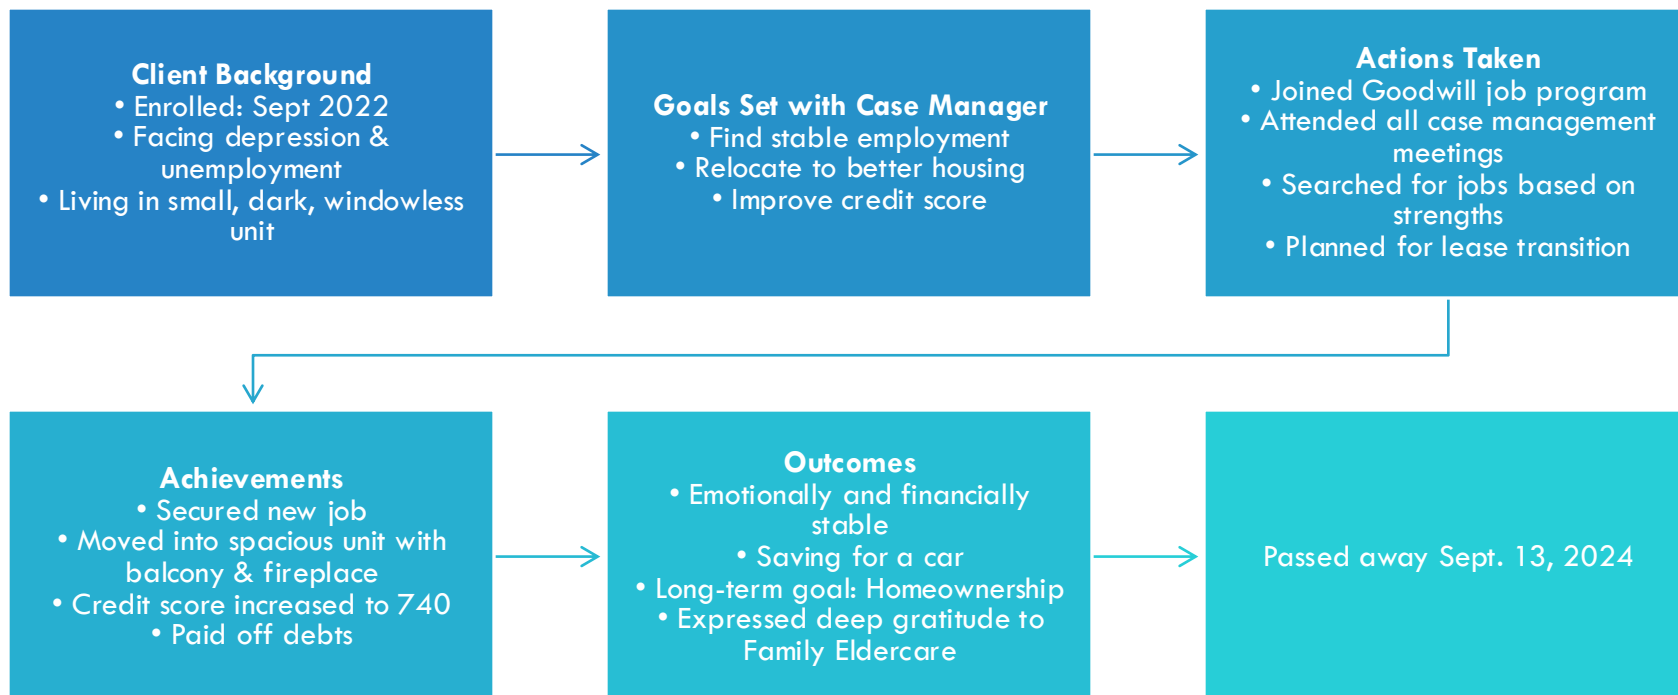 Client Background
• Enrolled: Sept 2022
• Facing depression &
unemployment
• Living in small, dark, windowless
unit
Goals Set with Case Manager
• Find stable employment
• Relocate to better housing
• Improve credit score
Actions Taken
• Joined Goodwill job program
• Attended all case management
meetings
• Searched for jobs based on
strengths
• Planned for lease transition
Achievements
• Secured new job
• Moved into spacious unit with
balcony & fireplace
• Credit score increased to 740
• Paid off debts
Outcomes
• Emotionally and financially
stable
• Saving for a car
• Long-term goal: Homeownership
• Expressed deep gratitude to
Family Eldercare
Passed away Sept. 13, 2024